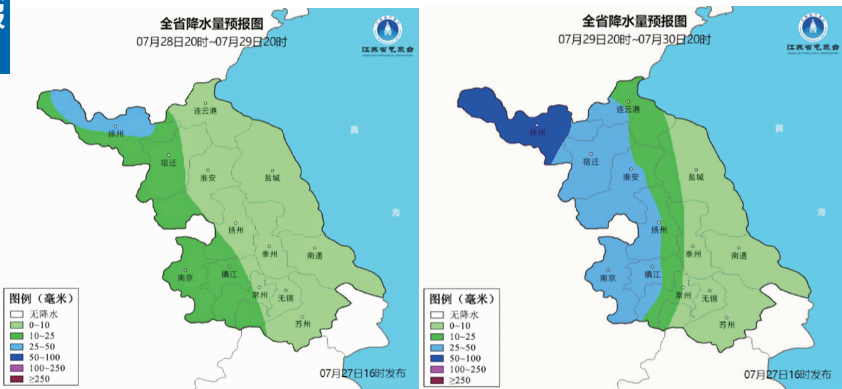 全省降水量预报图
07月28日20时~07月29日20时
江苏省气象台
连云港
徐州
宿迁
淮安
盐城
扬州
泰州
南通
南京
镇江
常州
无锡
苏州
黄
海
图例（毫米）
无降水
0~10
10~25
25~50
50~100
100~250
≥250
07月27日16时发布
全省降水量预报图
07月29日20时~07月30日20时
江苏省气象台
连云港
徐州
宿迁
淮安
盐城
扬州
泰州
南通
南京
镇江
常州
无锡
苏州
黄
海
图例（毫米）
无降水
0~10
10~25
25~50
50~100
100~250
≥250
07月27日16时发布